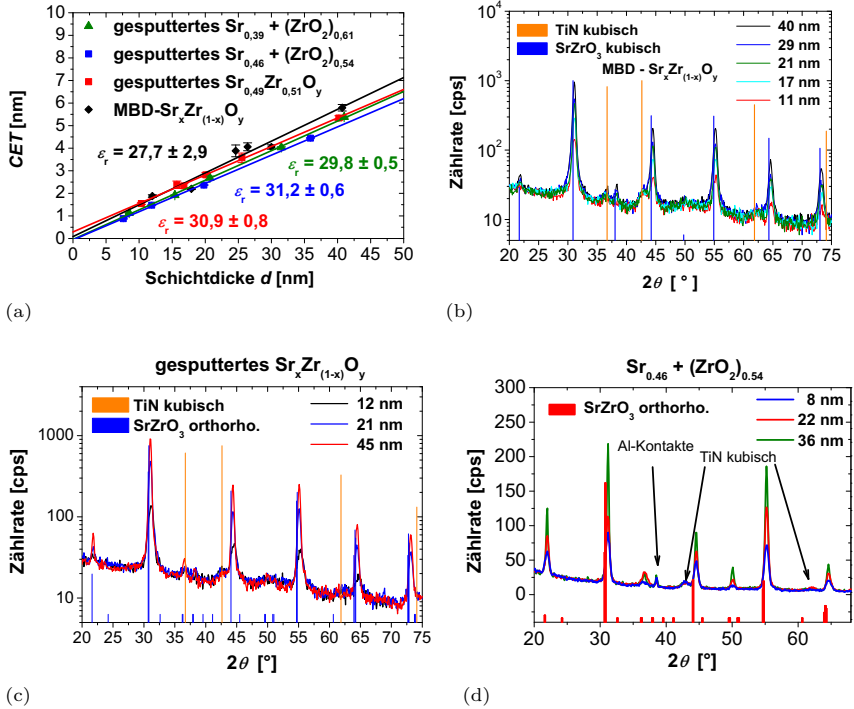 10
9
8
7
6
5
4
3
2
1
0
CET [nm]
gesputtertes Sr0,39 + (ZrO2)0,61
gesputtertes Sr0,46 + (ZrO2)0,54
gesputtertes Sr0,49Zr0,51Oy
MBD-SrxZr(1-x)Oy
εr = 27,7 ± 2,9
εr = 29,8 ± 0,5
εr = 31,2 ± 0,6
εr = 30,9 ± 0,8
0 10 20 30 40 50
Schichtdicke d [nm]
(a)
10³
10²
10¹
Zählrate [cps]
TiN kubisch
SrZrO3 kubisch
MBD - SrxZr(1-x)Oy
40 nm
29 nm
21 nm
17 nm
11 nm
20 25 30 35 40 45 50 55 60 65 70 75
2θ [ ° ]
(b)
gesputtertes SrxZr(1-x)Oy
1000
100
10
Zählrate [cps]
TiN kubisch
SrZrO3 orthorho.
12 nm
21 nm
45 nm
20 25 30 35 40 45 50 55 60 65 70 75
2θ [°]
(c)
Sr0.46 + (ZrO2)0.54
300
250
200
150
100
50
0
Zählrate [cps]
SrZrO3 orthorho.
8 nm
22 nm
36 nm
Al-Kontakte
TiN kubisch
20 30 40 50 60
2θ [°]
(d)